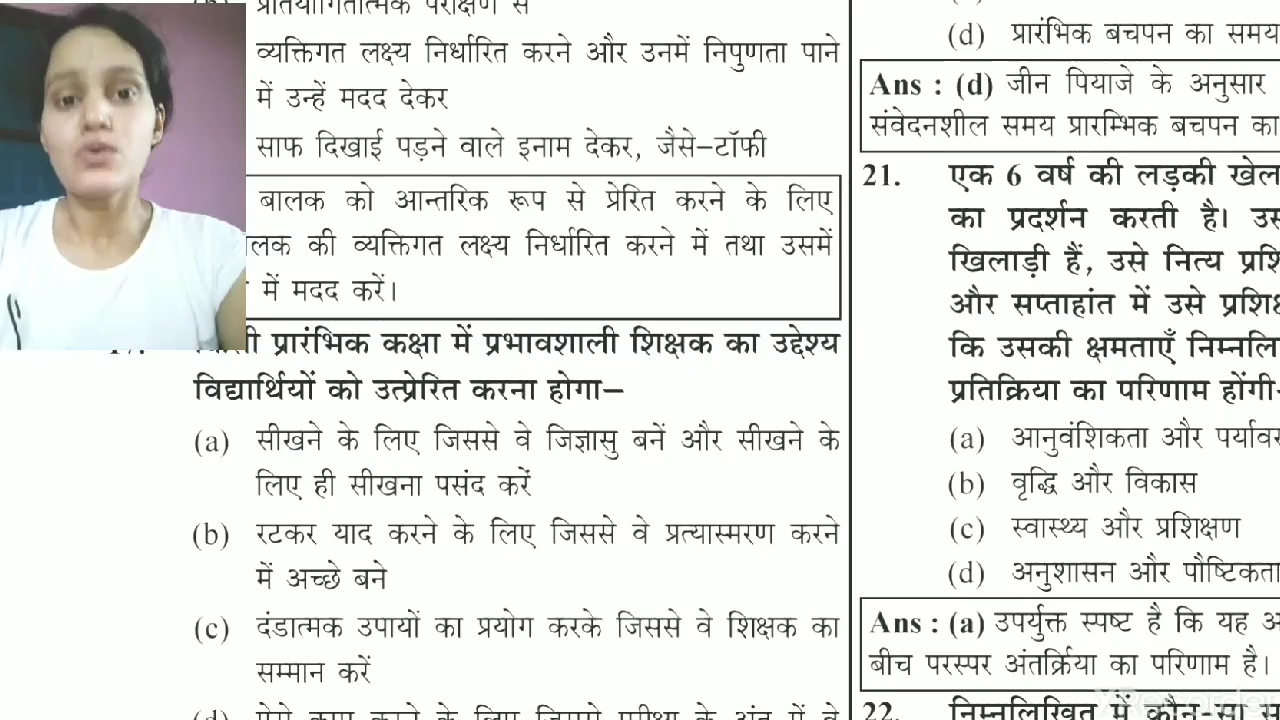 प्रतियोगितात्मक परीक्षण से
व्यक्तिगत लक्ष्य निर्धारित करने और उनमें निपुणता पाने
में उन्हें मदद देकर
साफ दिखाई पड़ने वाले इनाम देकर, जैसे–टॉफी
बालक को आन्तरिक रूप से प्रेरित करने के लिए
की व्यक्तिगत लक्ष्य निर्धारित करने में तथा उसमें
में मदद करें।
प्रारंभिक कक्षा में प्रभावशाली शिक्षक का उद्देश्य
विद्यार्थियों को उत्प्रेरित करना होगा–
(a) सीखने के लिए जिससे वे जिज्ञासु बनें और सीखने के
लिए ही सीखना पसंद करें
(b) रटकर याद करने के लिए जिससे वे प्रत्यास्मरण करने
में अच्छे बने
(c) दंडात्मक उपायों का प्रयोग करके जिससे वे शिक्षक का
सम्मान करें
(d) प्रारंभिक बचपन का समय
Ans : (d) जीन पियाजे के अनुसार
संवेदनशील समय प्रारम्भिक बचपन का
21. एक 6 वर्ष की लड़की
का प्रदर्शन करती है।
खिलाड़ी हैं, उसे नित्य
और सप्ताहांत में उसे
कि उसकी क्षमताएँ
प्रतिक्रिया का परिणाम होंगी–
(a) आनुवंशिकता और
(b) वृद्धि और विकास
(c) स्वास्थ्य और प्रशिक्षण
(d) अनुशासन और पौष्टिकता
Ans : (a) उपर्युक्त स्पष्ट है कि यह
बीच परस्पर अंतर्क्रिया का परिणाम है।
22. निम्नलिखित में कौन-सा
XRecorder